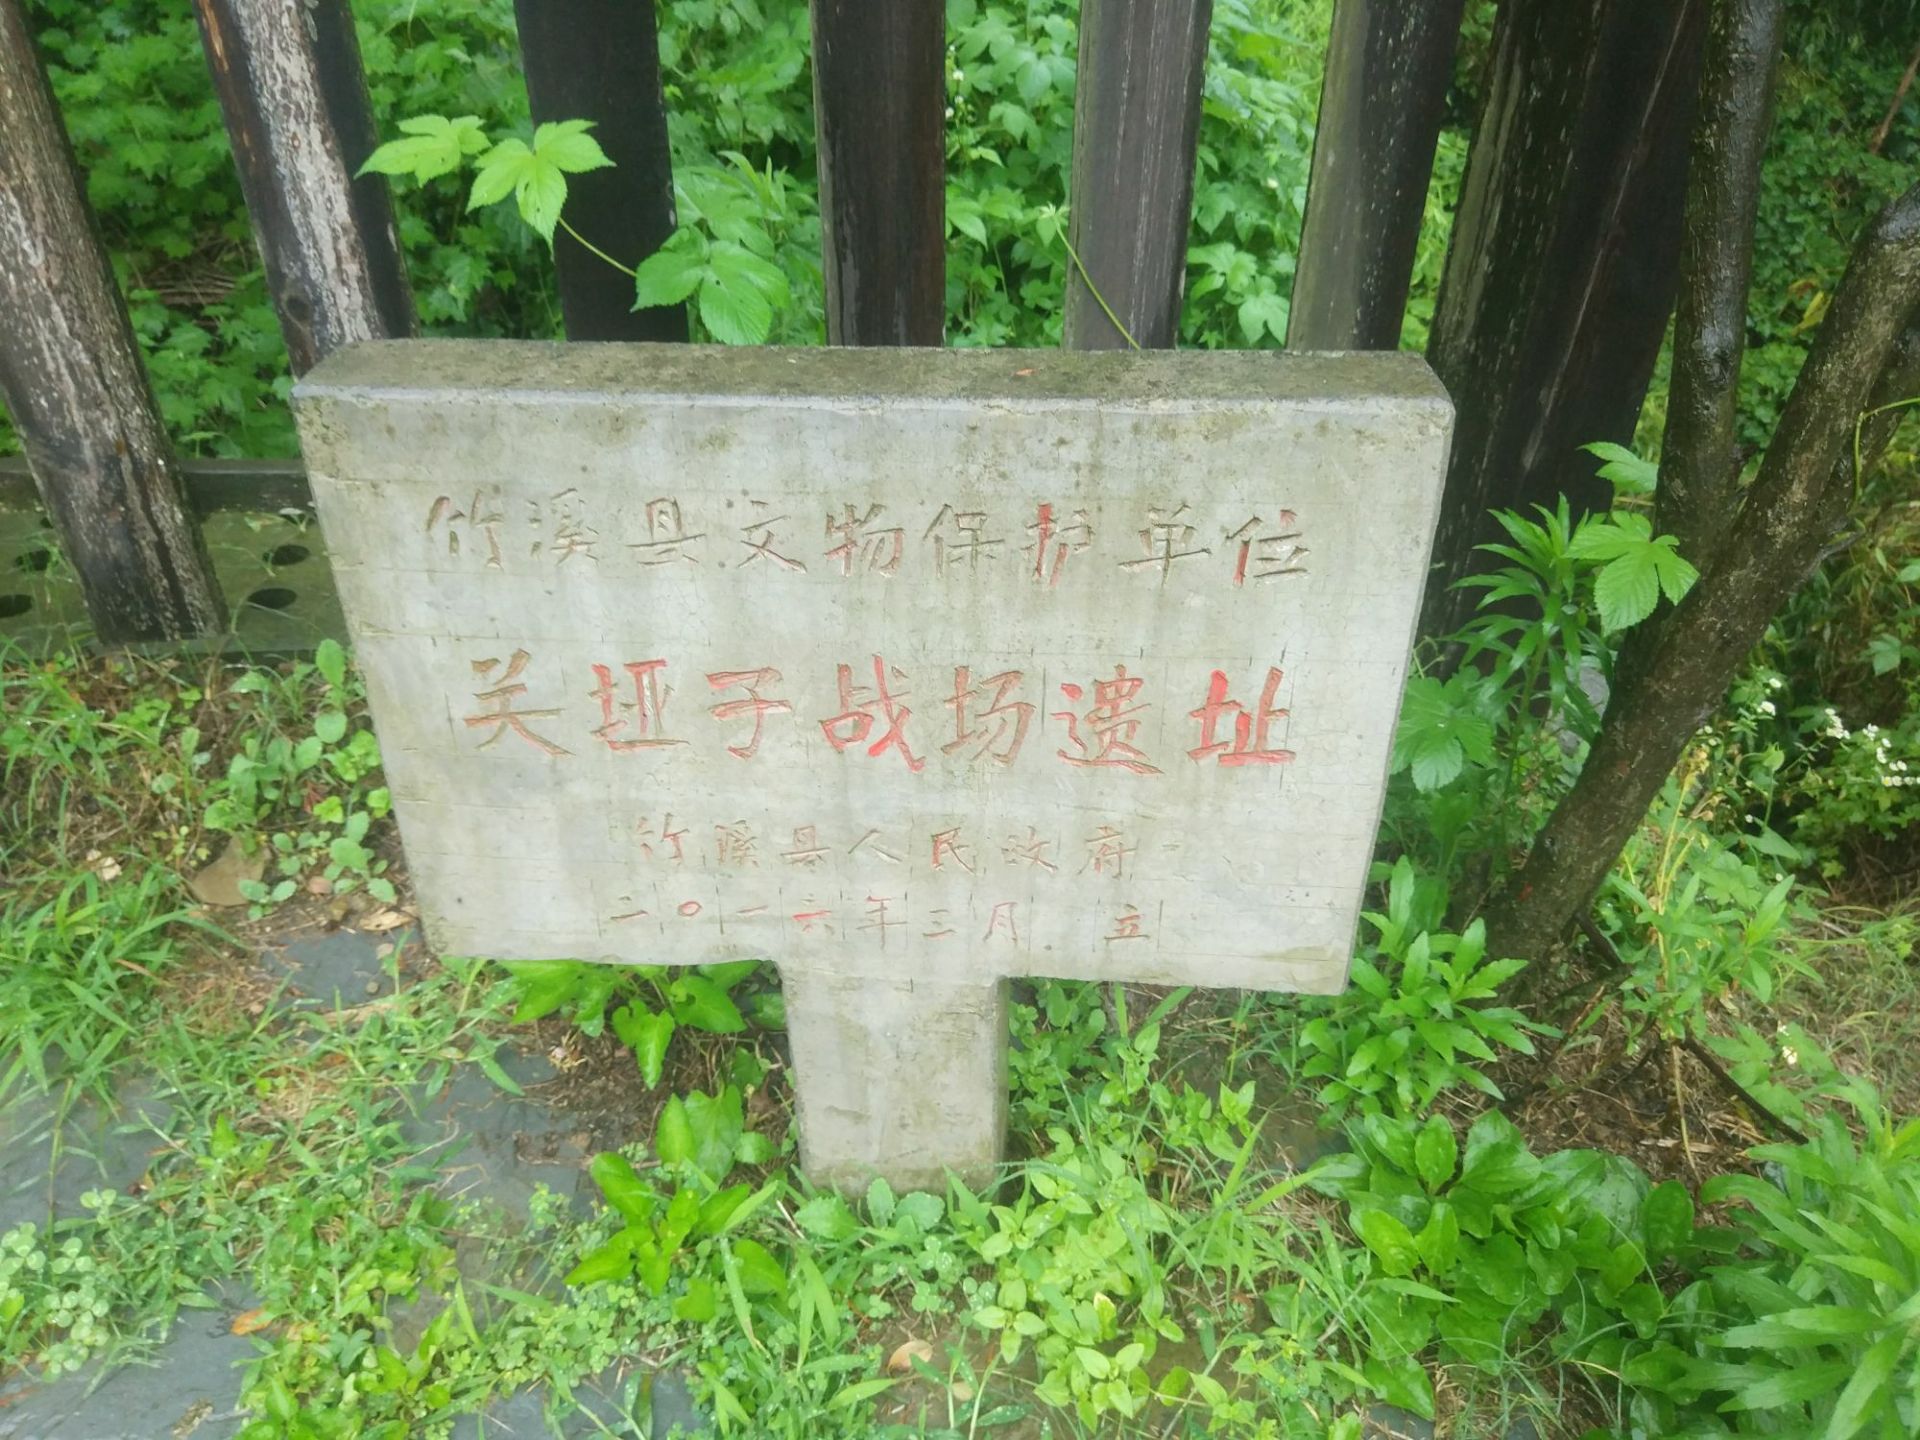 竹溪县文物保护单位
关垭子战场遗址
竹溪县人民政府
二〇一六年三月 立